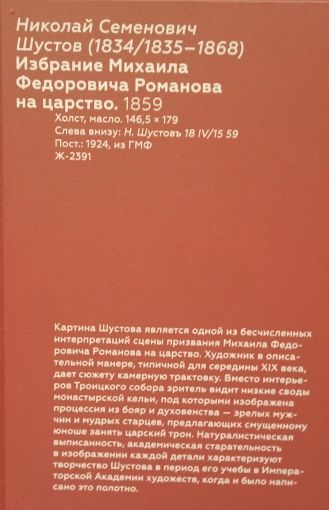 Николай Семенович
Шустов (1834/1835–1868)
Избрание Михаила
Федоровича Романова
на царство. 1859
Холст, масло. 146,5 × 179
Слева внизу: Н. Шустовъ 18 IV/15 59
Пост.: 1924, из ГМФ
Ж-2391
Картина Шустова является одной из бесчисленных
интерпретаций сцены призвания Михаила Федо-
ровича Романова на царство. Художник в описа-
тельной манере, типичной для середины XIX века,
дает сюжету камерную трактовку. Вместо интерье-
ров Троицкого собора зритель видит низкие своды
монастырской кельи, под которыми изображена
процессия из бояр и духовенства — зрелых муж-
чин и мудрых старцев, предлагающих смущенному
юноше занять царский трон. Натуралистическая
выписанность, академическая старательность
в изображении каждой детали характеризуют
творчество Шустова в период его учебы в Импера-
торской Академии художеств, когда и было напи-
сано это полотно.